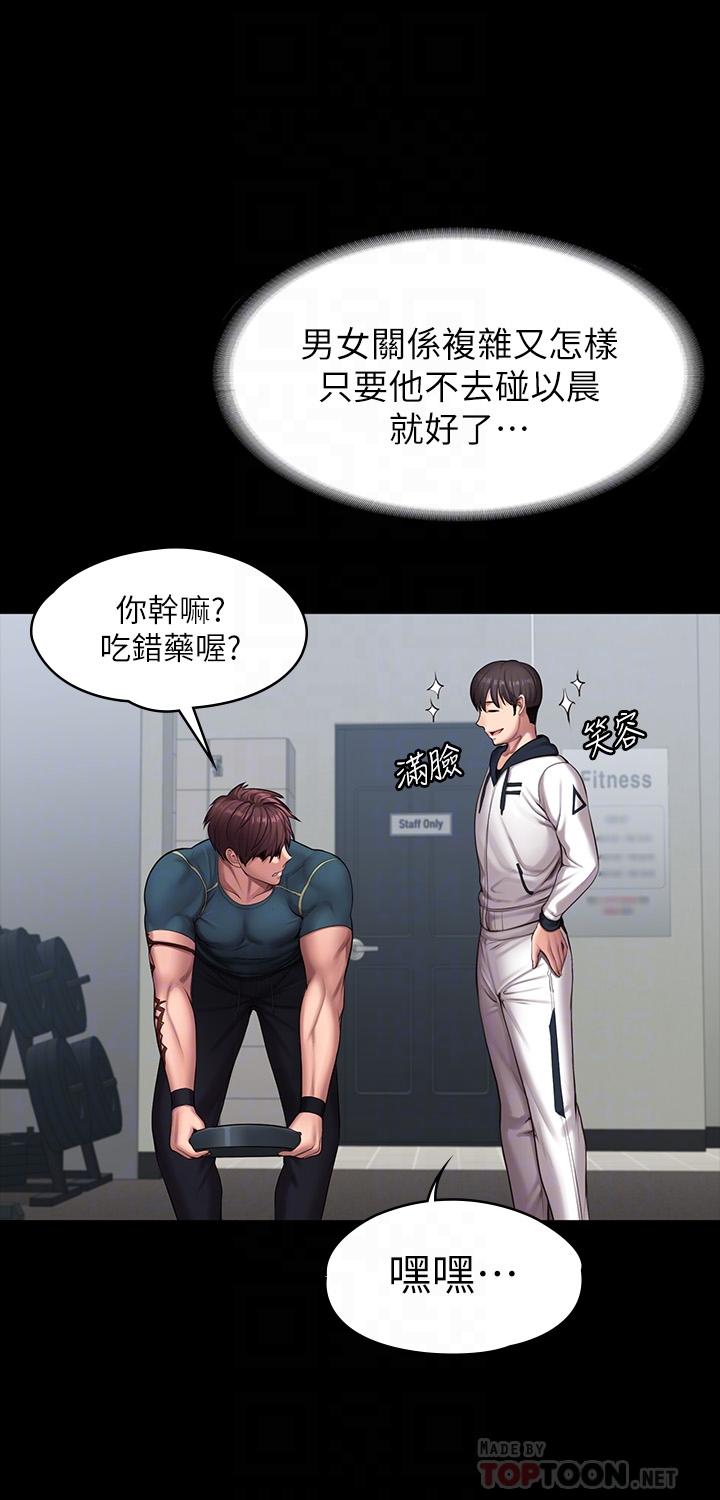 男女關係複雜又怎樣
只要他不去碰以晨
就好了…
你幹嘛?
吃錯藥喔?
滿臉
笑容
Fitness
Staff Only
嘿嘿…
MADE BY
TOPTOON.COM